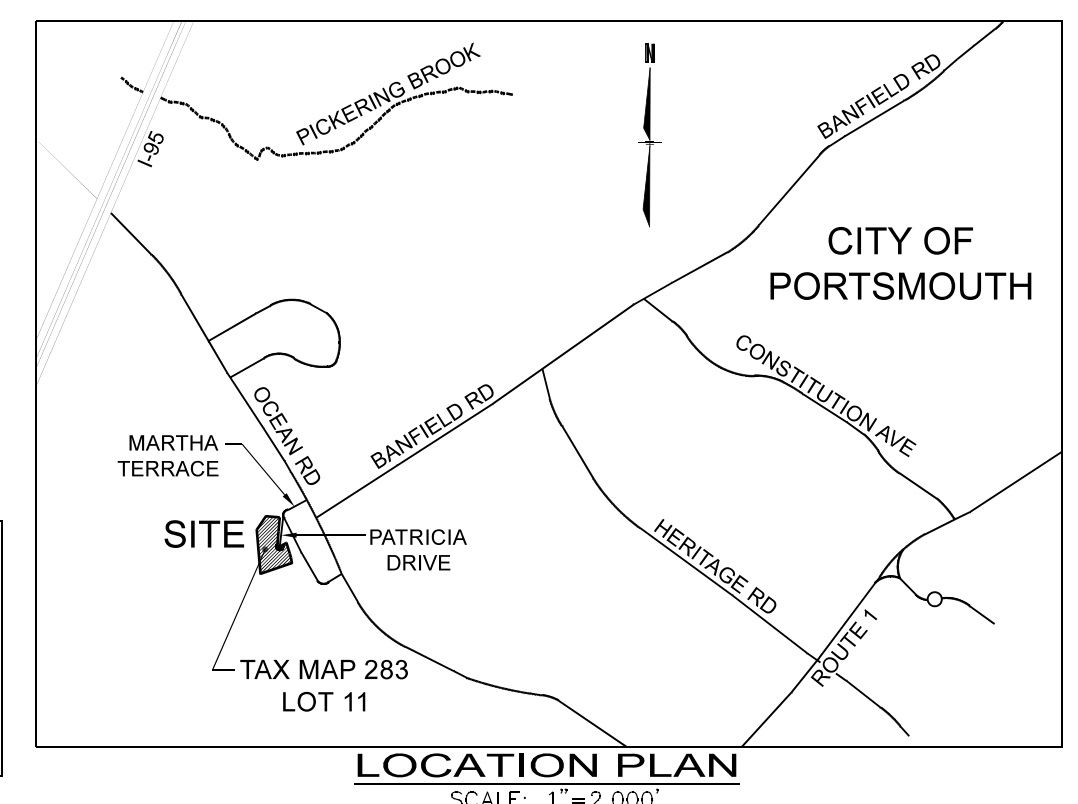 PICKERING BROOK
N
BANFIELD RD
I-95
CITY OF
PORTSMOUTH
CONSTITUTION AVE
OCEAN RD
BANFIELD RD
MARTHA
TERRACE
SITE
PATRICIA
DRIVE
HERITAGE RD
ROUTE 1
TAX MAP 283
LOT 11
LOCATION PLAN
SCALE: 1"=2,000'